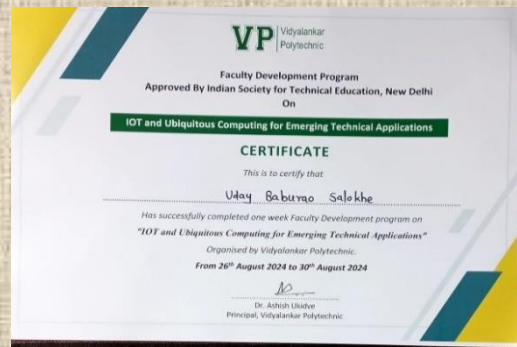 VP Vidyalankar
Polytechnic
Faculty Development Program
Approved By Indian Society for Technical Education, New Delhi
On
IOT and Ubiquitous Computing for Emerging Technical Applications
CERTIFICATE
This is to certify that
Uday Baburao Salokhe
Has successfully completed one week Faculty Development program on
"IOT and Ubiquitous Computing for Emerging Technical Applications"
Organised by Vidyalankar Polytechnic.
From 26th August 2024 to 30th August 2024
Dr. Ashish Ukidve
Principal, Vidyalankar Polytechnic